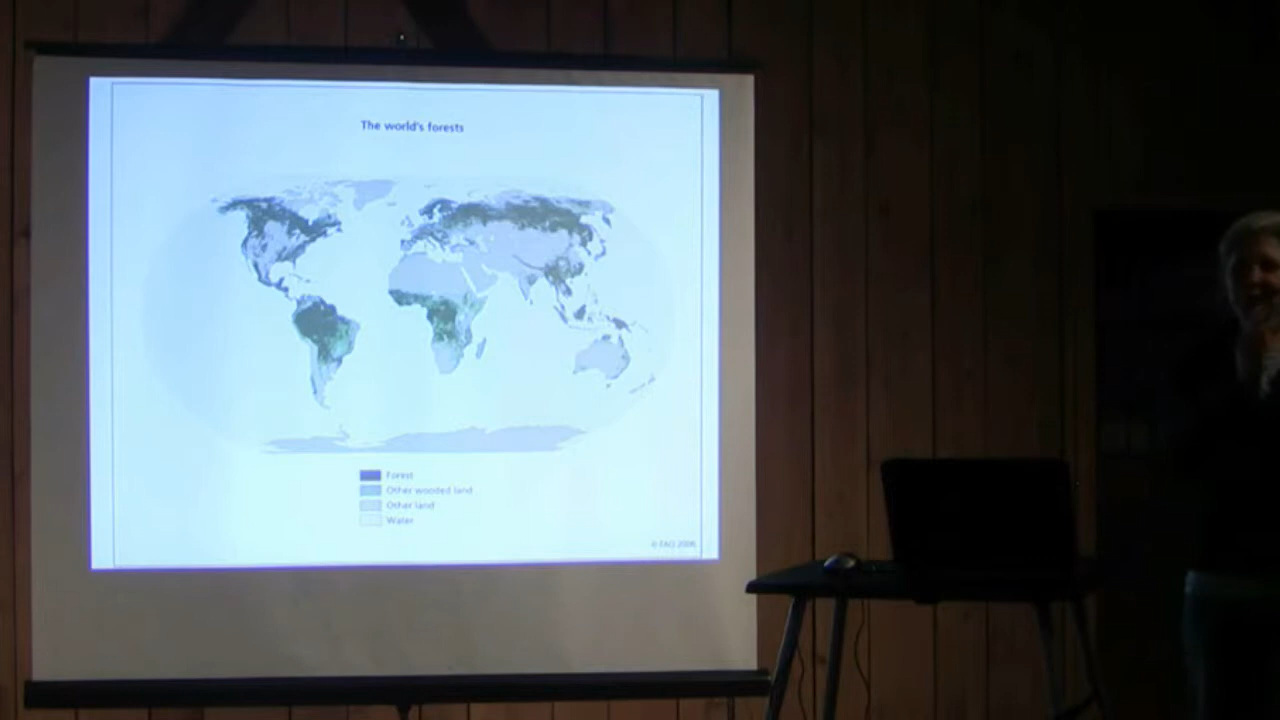 The world's forests
Forest
Other wooded land
Other land
Water
© FAO 2006